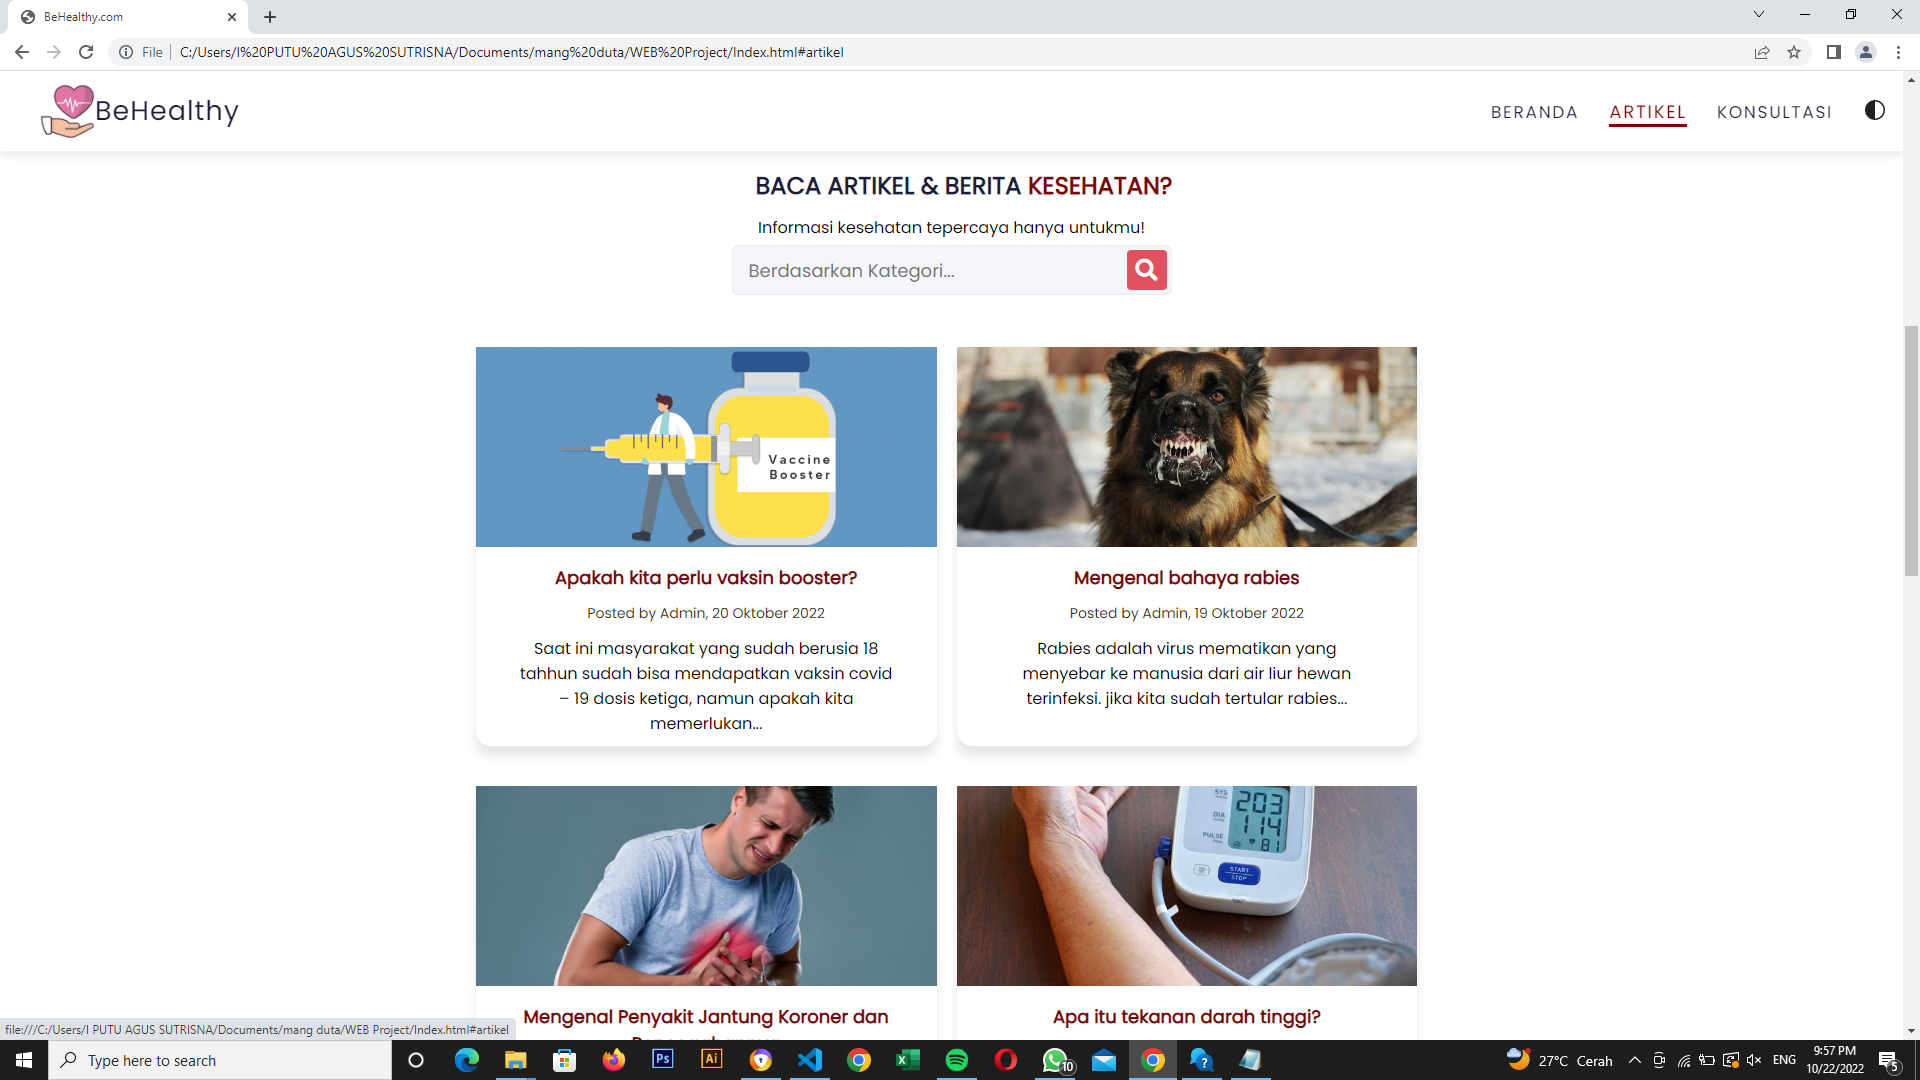 BeHealthy.com
File
C:/Users/I%20PUTU%20AGUS%20SUTRISNA/Documents/mang%20duta/WEB%20Project/Index.html#artikel
BeHealthy
BERANDA
ARTIKEL
KONSULTASI
BACA ARTIKEL & BERITA KESEHATAN?
Informasi kesehatan tepercaya hanya untukmu!
Berdasarkan Kategori...
Vaccine
Booster
Apakah kita perlu vaksin booster?
Posted by Admin, 20 Oktober 2022
Saat ini masyarakat yang sudah berusia 18
tahhun sudah bisa mendapatkan vaksin covid
– 19 dosis ketiga, namun apakah kita
memerlukan...
Mengenal bahaya rabies
Posted by Admin, 19 Oktober 2022
Rabies adalah virus mematikan yang
menyebar ke manusia dari air liur hewan
terinfeksi. jika kita sudah tertular rabies...
SYS
203
DIA
114
PULSE
81
START
STOP
Mengenal Penyakit Jantung Koroner dan
Apa itu tekanan darah tinggi?
file:///C:/Users/I PUTU AGUS SUTRISNA/Documents/mang duta/WEB Project/Index.html#artikel
Type here to search
Ps
Ai
10
27°C Cerah
ENG
9:57 PM
10/22/2022
5